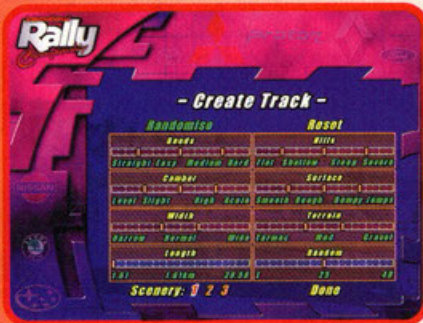 Rally
- Create Track -
Randomise Reset
Bends Hills
Straight Easy Medium Hard Flat Shallow Steep Severe
Camber Surface
Level Slight High Acute Smooth Rough Bumpy Jumps
Width Terrain
Narrow Normal Wide Tarmac Mud Gravel
Length Random
25 40
Scenery: 1 2 3 Done
NISSAN